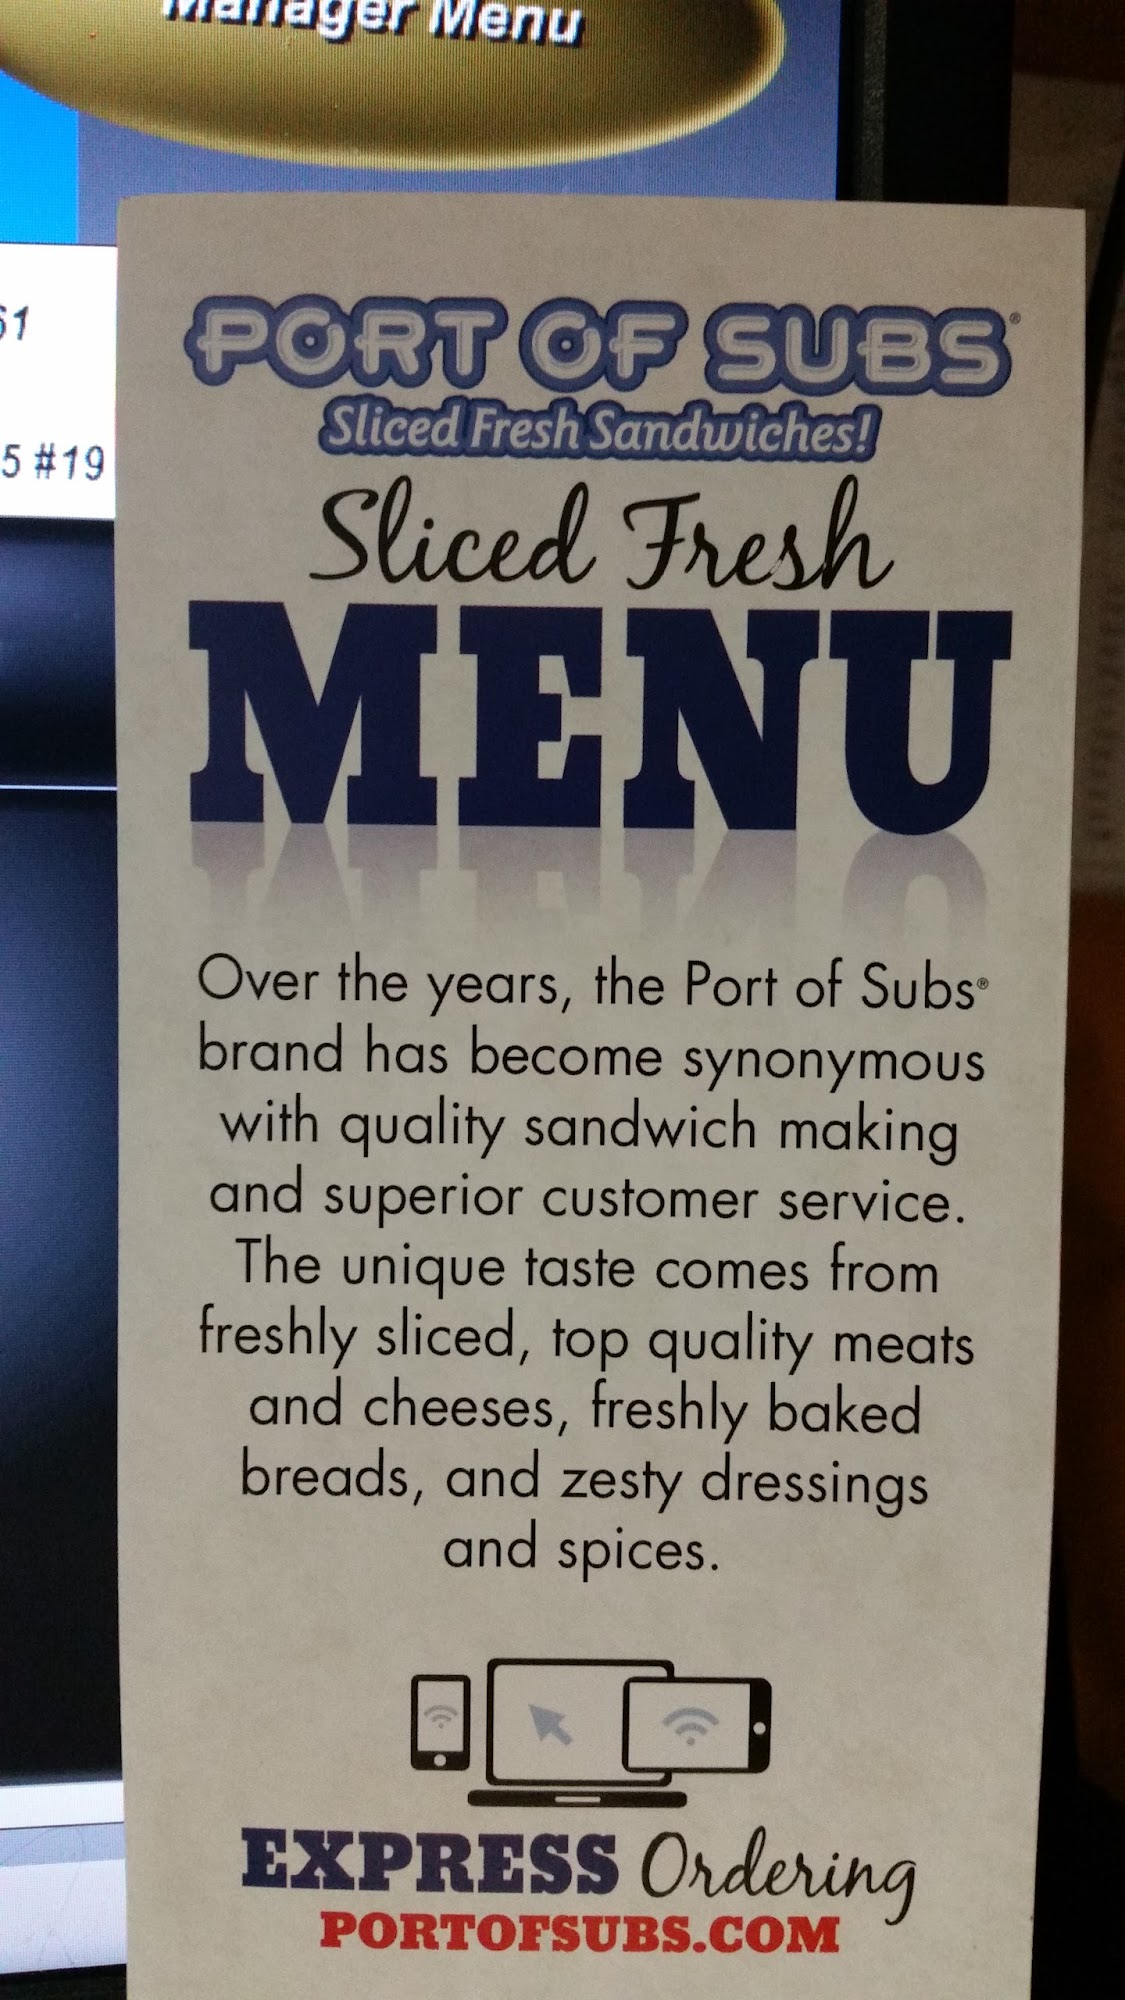 Manager Menu
61
5 #19
PORT OF SUBS®
Sliced Fresh Sandwiches!
Sliced Fresh
MENU
Over the years, the Port of Subs®
brand has become synonymous
with quality sandwich making
and superior customer service.
The unique taste comes from
freshly sliced, top quality meats
and cheeses, freshly baked
breads, and zesty dressings
and spices.
EXPRESS Ordering
PORTOFSUBS.COM